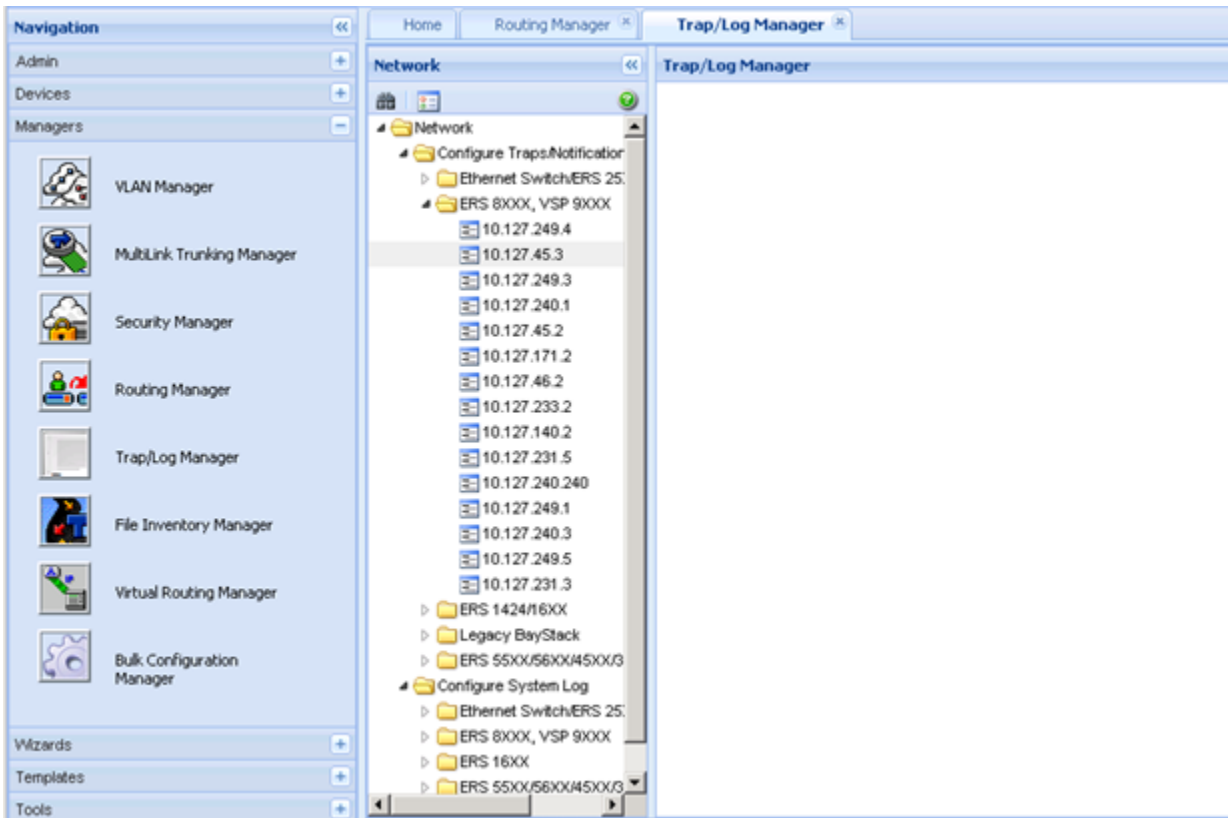 Navigation
Admin
Devices
Managers
VLAN Manager
MultiLink Trunking Manager
Security Manager
Routing Manager
Trap/Log Manager
File Inventory Manager
Virtual Routing Manager
Bulk Configuration
Manager
Wizards
Templates
Tools
Home
Routing Manager
Trap/Log Manager
Network
Network
Configure Traps/Notification
Ethernet Switch/ERS 25
ERS 8XXX, VSP 9XXX
10.127.249.4
10.127.45.3
10.127.249.3
10.127.240.1
10.127.45.2
10.127.171.2
10.127.46.2
10.127.233.2
10.127.140.2
10.127.231.5
10.127.240.240
10.127.249.1
10.127.240.3
10.127.249.5
10.127.231.3
ERS 1424/16XX
Legacy BayStack
ERS 55XX/56XX/45XX/3
Configure System Log
Ethernet Switch/ERS 25
ERS 8XXX, VSP 9XXX
ERS 16XX
ERS 55XX/56XX/45XX/3
Trap/Log Manager